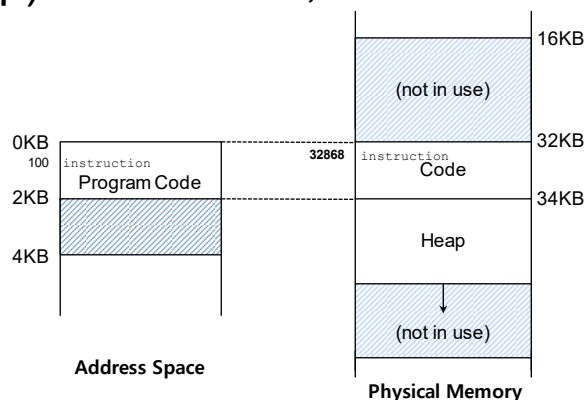 16KB
(not in use)
0KB
32KB
100 instruction
32868 instruction
Program Code
Code
2KB
34KB
Heap
4KB
(not in use)
Address Space
Physical Memory